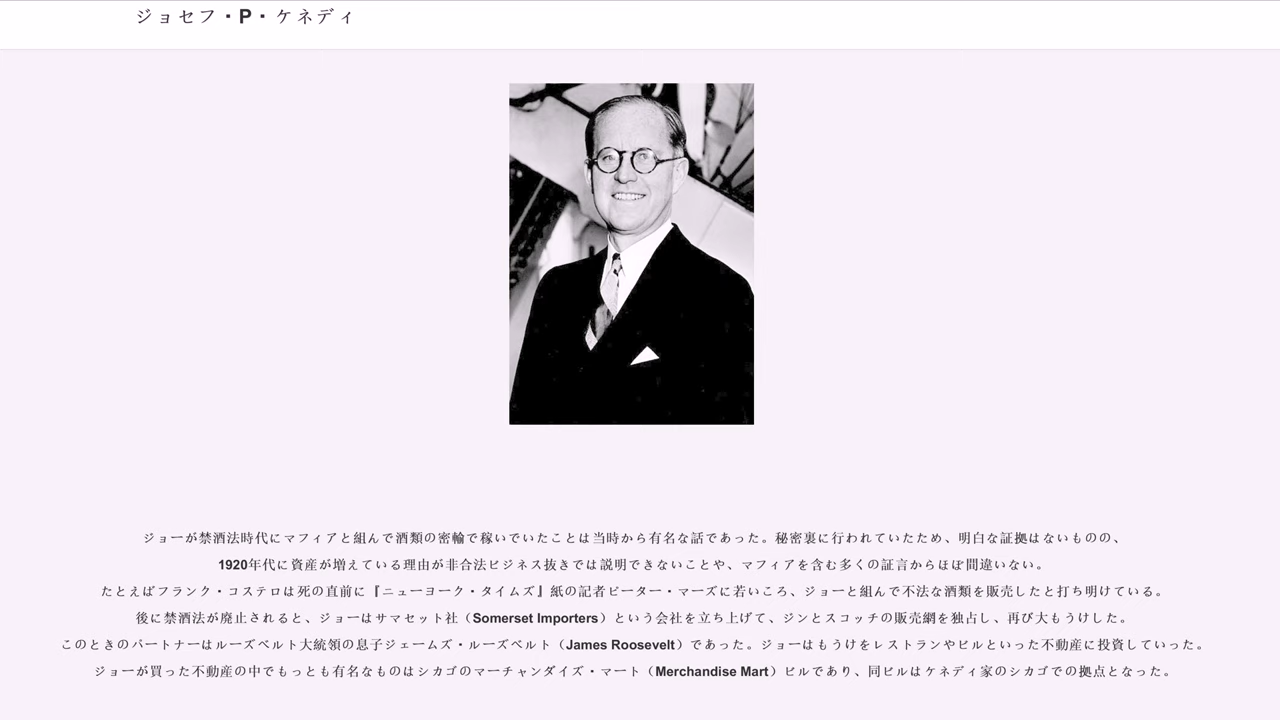 ジョセフ・P・ケネディ
ジョーが禁酒法時代にマフィアと組んで酒類の密輸で稼いでいたことは当時から有名な話であった。秘密裏に行われていたため、明白な証拠はないものの、
1920年代に資産が増えている理由が非合法ビジネス抜きでは説明できないことや、マフィアを含む多くの証言からほぼ間違いない。
たとえばフランク・コステロは死の直前に『ニューヨーク・タイムズ』紙の記者ピーター・マーズに若いころ、ジョーと組んで不法な酒類を販売したと打ち明けている。
後に禁酒法が廃止されると、ジョーはサマセット社（Somerset Importers）という会社を立ち上げて、ジンとスコッチの販売網を独占し、再び大もうけした。
このときのパートナーはルーズベルト大統領の息子ジェームズ・ルーズベルト（James Roosevelt）であった。ジョーはもうけをレストランやビルといった不動産に投資していった。
ジョーが買った不動産の中でもっとも有名なものはシカゴのマーチャンダイズ・マート（Merchandise Mart）ビルであり、同ビルはケネディ家のシカゴでの拠点となった。